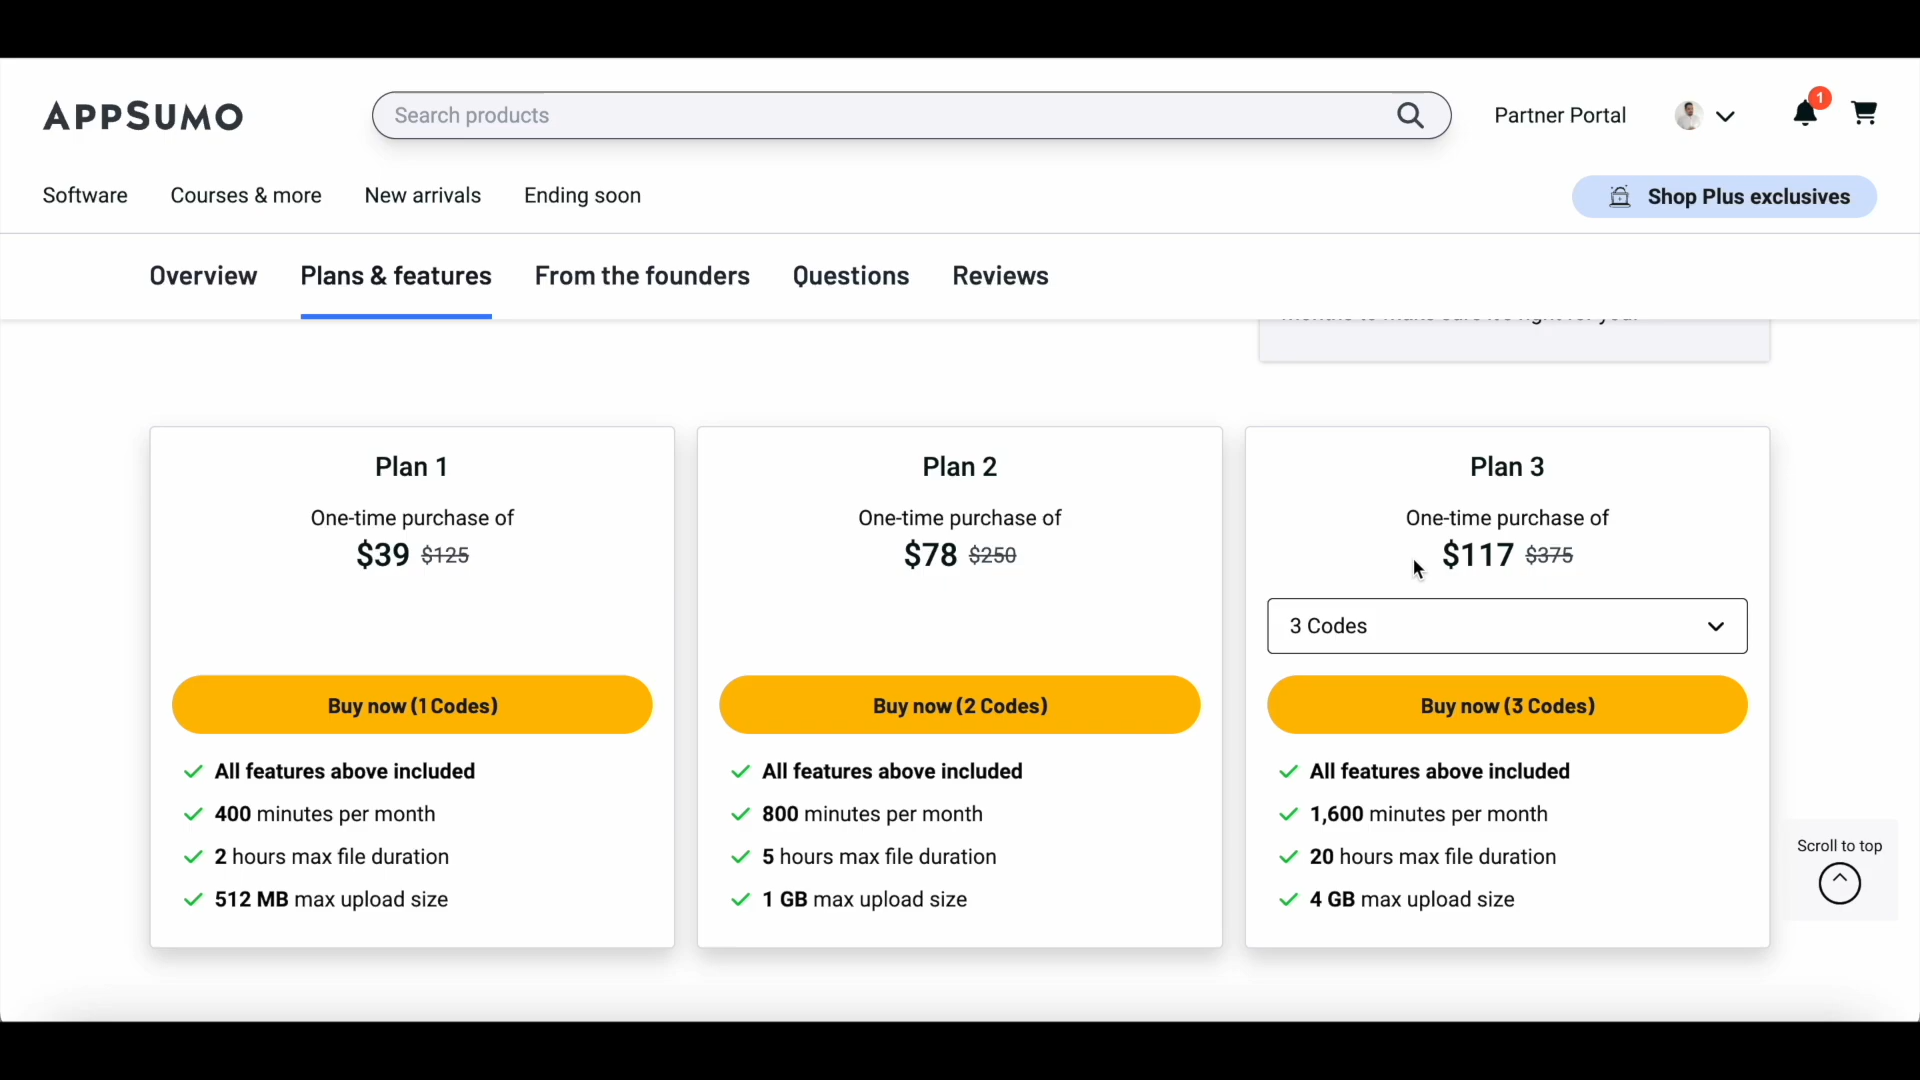 APPSUMO
Search products
Partner Portal
1
Software Courses & more New arrivals Ending soon
Shop Plus exclusives
Overview Plans & features From the founders Questions Reviews
Plan 1
One-time purchase of
$39 $125
Buy now (1 Codes)
All features above included
400 minutes per month
2 hours max file duration
512 MB max upload size
Plan 2
One-time purchase of
$78 $250
Buy now (2 Codes)
All features above included
800 minutes per month
5 hours max file duration
1 GB max upload size
Plan 3
One-time purchase of
$117 $375
3 Codes
Buy now (3 Codes)
All features above included
1,600 minutes per month
20 hours max file duration
4 GB max upload size
Scroll to top